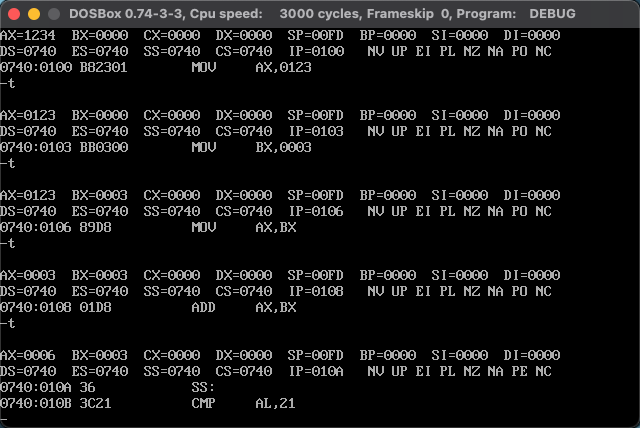 DOSBox 0.74-3-3, Cpu speed:    3000 cycles, Frameskip  0, Program:    DEBUG
AX=1234  BX=0000  CX=0000  DX=0000  SP=00FD  BP=0000  SI=0000  DI=0000
DS=0740  ES=0740  SS=0740  CS=0740  IP=0100   NV UP EI PL NZ NA PO NC
0740:0100 B82301        MOV     AX,0123
-t
AX=0123  BX=0000  CX=0000  DX=0000  SP=00FD  BP=0000  SI=0000  DI=0000
DS=0740  ES=0740  SS=0740  CS=0740  IP=0103   NV UP EI PL NZ NA PO NC
0740:0103 BB0300        MOV     BX,0003
-t
AX=0123  BX=0003  CX=0000  DX=0000  SP=00FD  BP=0000  SI=0000  DI=0000
DS=0740  ES=0740  SS=0740  CS=0740  IP=0106   NV UP EI PL NZ NA PO NC
0740:0106 89D8          MOV     AX,BX
-t
AX=0003  BX=0003  CX=0000  DX=0000  SP=00FD  BP=0000  SI=0000  DI=0000
DS=0740  ES=0740  SS=0740  CS=0740  IP=0108   NV UP EI PL NZ NA PO NC
0740:0108 01D8          ADD     AX,BX
-t
AX=0006  BX=0003  CX=0000  DX=0000  SP=00FD  BP=0000  SI=0000  DI=0000
DS=0740  ES=0740  SS=0740  CS=0740  IP=010A   NV UP EI PL NZ NA PE NC
0740:010A 36            SS:
0740:010B 3C21          CMP     AL,21
-